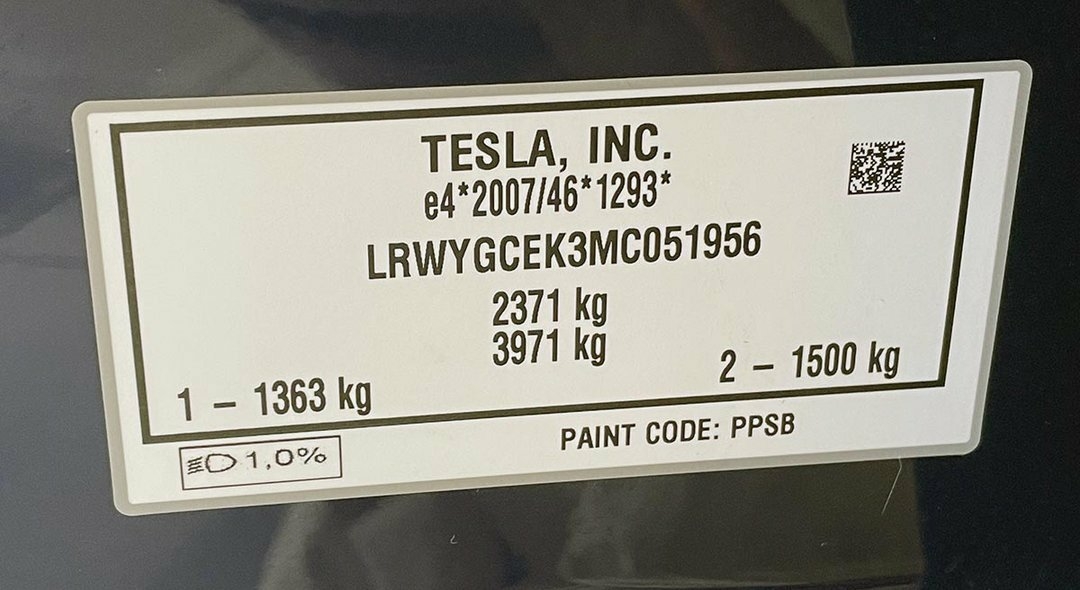 TESLA, INC.
e4*2007/46*1293*
LRWYGCEK3MC051956
2371 kg
3971 kg
1 – 1363 kg
2 – 1500 kg
1,0%
PAINT CODE: PPSB